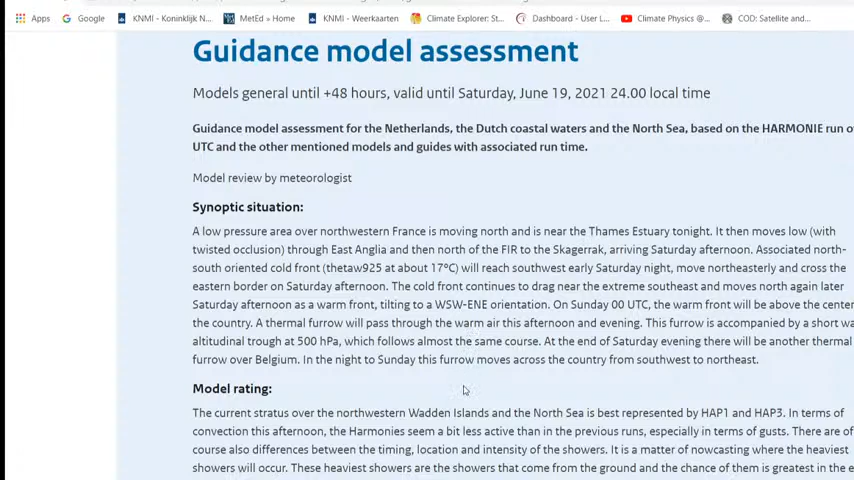 Apps Google KNMI - Koninklijk N... MetEd » Home KNMI - Weerkaarten Climate Explorer: St... Dashboard - User L... Climate Physics @... COD: Satellite and...
Guidance model assessment
Models general until +48 hours, valid until Saturday, June 19, 2021 24.00 local time
Guidance model assessment for the Netherlands, the Dutch coastal waters and the North Sea, based on the HARMONIE run o
UTC and the other mentioned models and guides with associated run time.
Model review by meteorologist
Synoptic situation:
A low pressure area over northwestern France is moving north and is near the Thames Estuary tonight. It then moves low (with
twisted occlusion) through East Anglia and then north of the FIR to the Skagerrak, arriving Saturday afternoon. Associated north-
south oriented cold front (thetaw925 at about 17°C) will reach southwest early Saturday night, move northeasterly and cross the
eastern border on Saturday afternoon. The cold front continues to drag near the extreme southeast and moves north again later
Saturday afternoon as a warm front, tilting to a WSW-ENE orientation. On Sunday 00 UTC, the warm front will be above the center
the country. A thermal furrow will pass through the warm air this afternoon and evening. This furrow is accompanied by a short wa
altitudinal trough at 500 hPa, which follows almost the same course. At the end of Saturday evening there will be another thermal
furrow over Belgium. In the night to Sunday this furrow moves across the country from southwest to northeast.
Model rating:
The current stratus over the northwestern Wadden Islands and the North Sea is best represented by HAP1 and HAP3. In terms of
convection this afternoon, the Harmonies seem a bit less active than in the previous runs, especially in terms of gusts. There are of
course also differences between the timing, location and intensity of the showers. It is a matter of nowcasting where the heaviest
showers will occur. These heaviest showers are the showers that come from the ground and the chance of them is greatest in the e